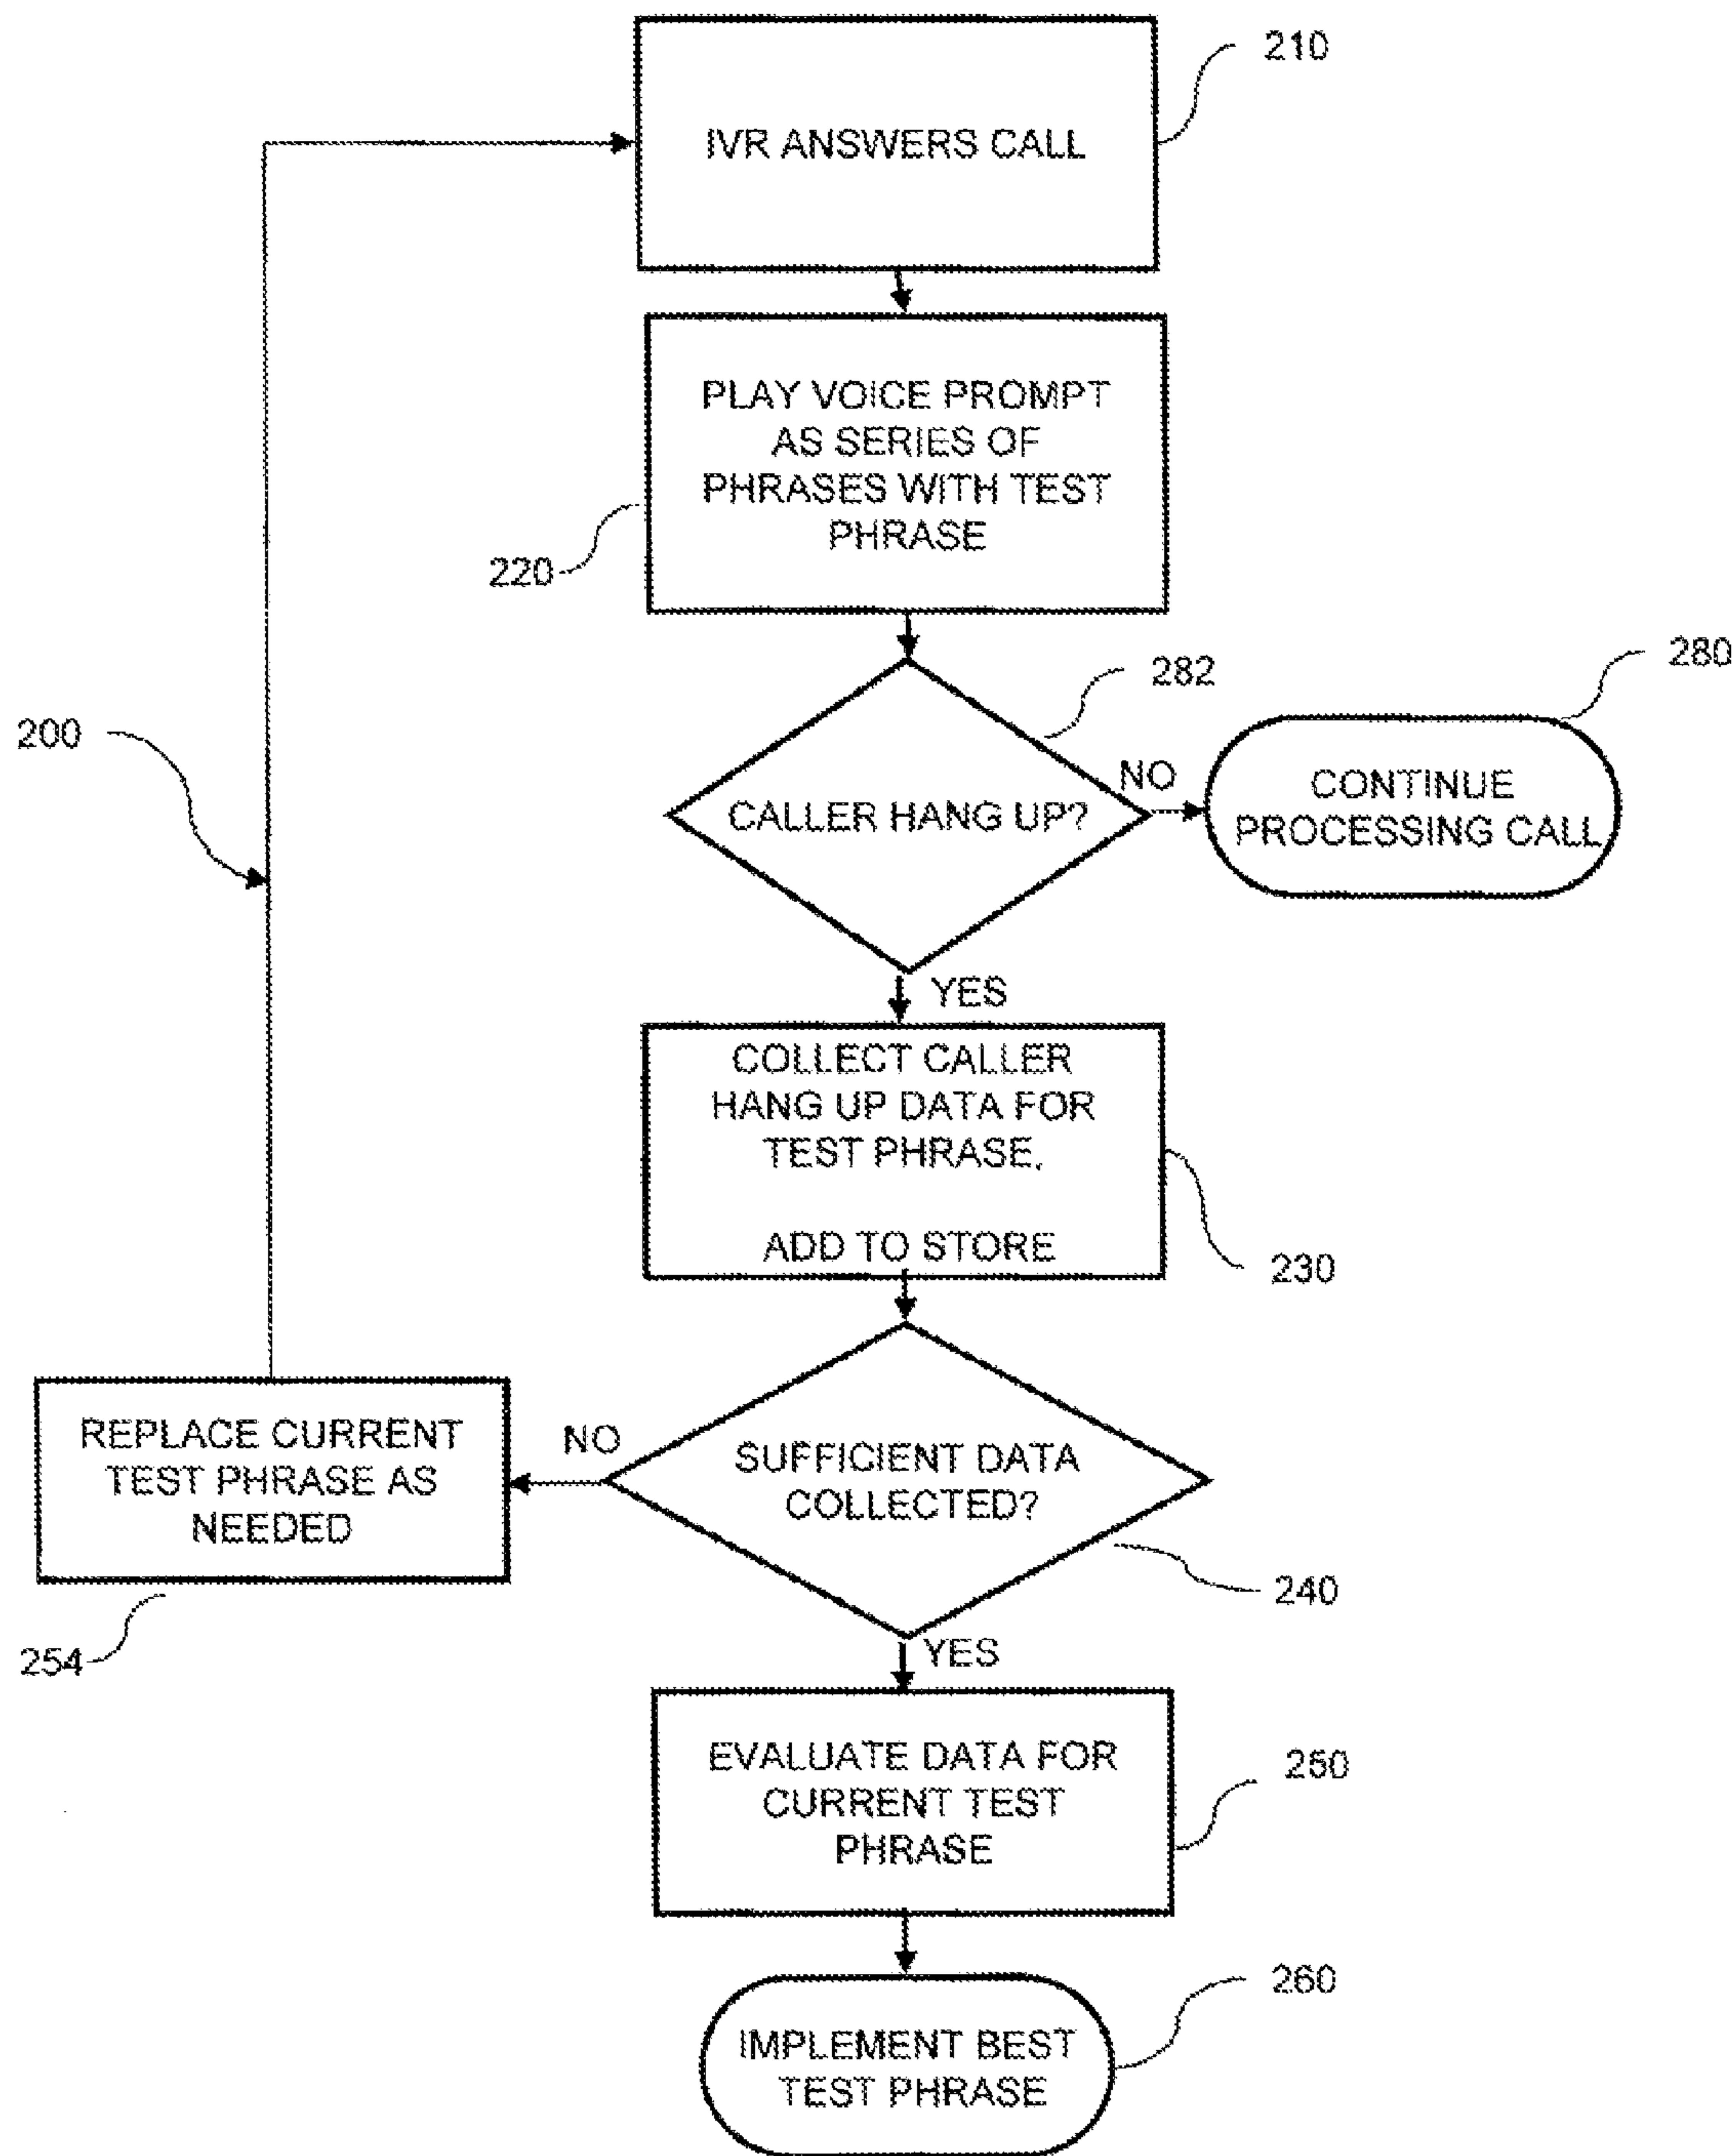 210
IVR ANSWERS CALL
PLAY VOICE PROMPT
AS SERIES OF
PHRASES WITH TEST
PHRASE
220
282
280
200
NO
CALLER HANG UP?
CONTINUE
PROCESSING CALL
YES
COLLECT CALLER
HANG UP DATA FOR
TEST PHRASE,
ADD TO STORE
230
REPLACE CURRENT
TEST PHRASE AS
NEEDED
NO
SUFFICIENT DATA
COLLECTED?
240
254
YES
EVALUATE DATA FOR
CURRENT TEST
PHRASE
250
260
IMPLEMENT BEST
TEST PHRASE